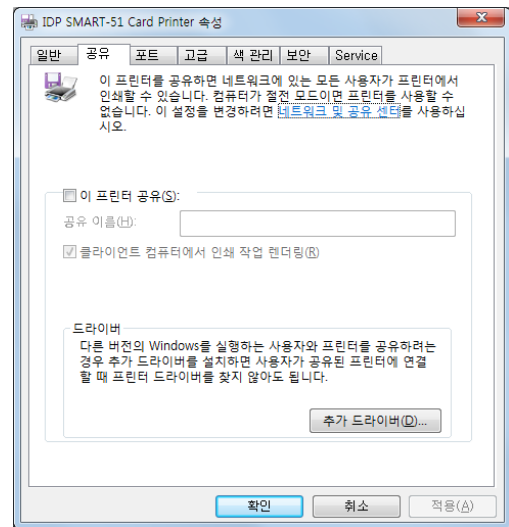 IDP SMART-51 Card Printer 속성
일반 공유 포트 고급 색 관리 보안 Service
이 프린터를 공유하면 네트워크에 있는 모든 사용자가 프린터에서
인쇄할 수 있습니다. 컴퓨터가 절전 모드이면 프린터를 사용할 수
없습니다. 이 설정을 변경하려면 네트워크 및 공유 센터를 사용하십
시오.
이 프린터 공유(S):
공유 이름(H):
클라이언트 컴퓨터에서 인쇄 작업 렌더링(R)
드라이버
다른 버전의 Windows를 실행하는 사용자와 프린터를 공유하려는
경우 추가 드라이버를 설치하면 사용자가 공유된 프린터에 연결
할 때 프린터 드라이버를 찾지 않아도 됩니다.
추가 드라이버(D)...
확인 취소 적용(A)